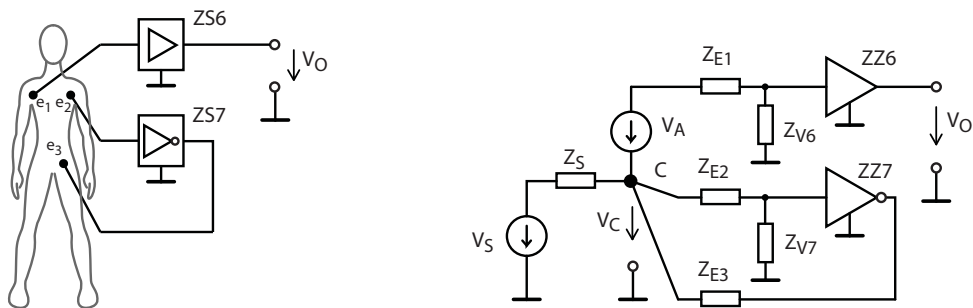 ZS6
V_O
e_1
e_2
ZS7
e_3
Z_E1
ZZ6
V_A
Z_V6
V_O
Z_S
C
Z_E2
ZZ7
V_S
V_C
Z_V7
Z_E3